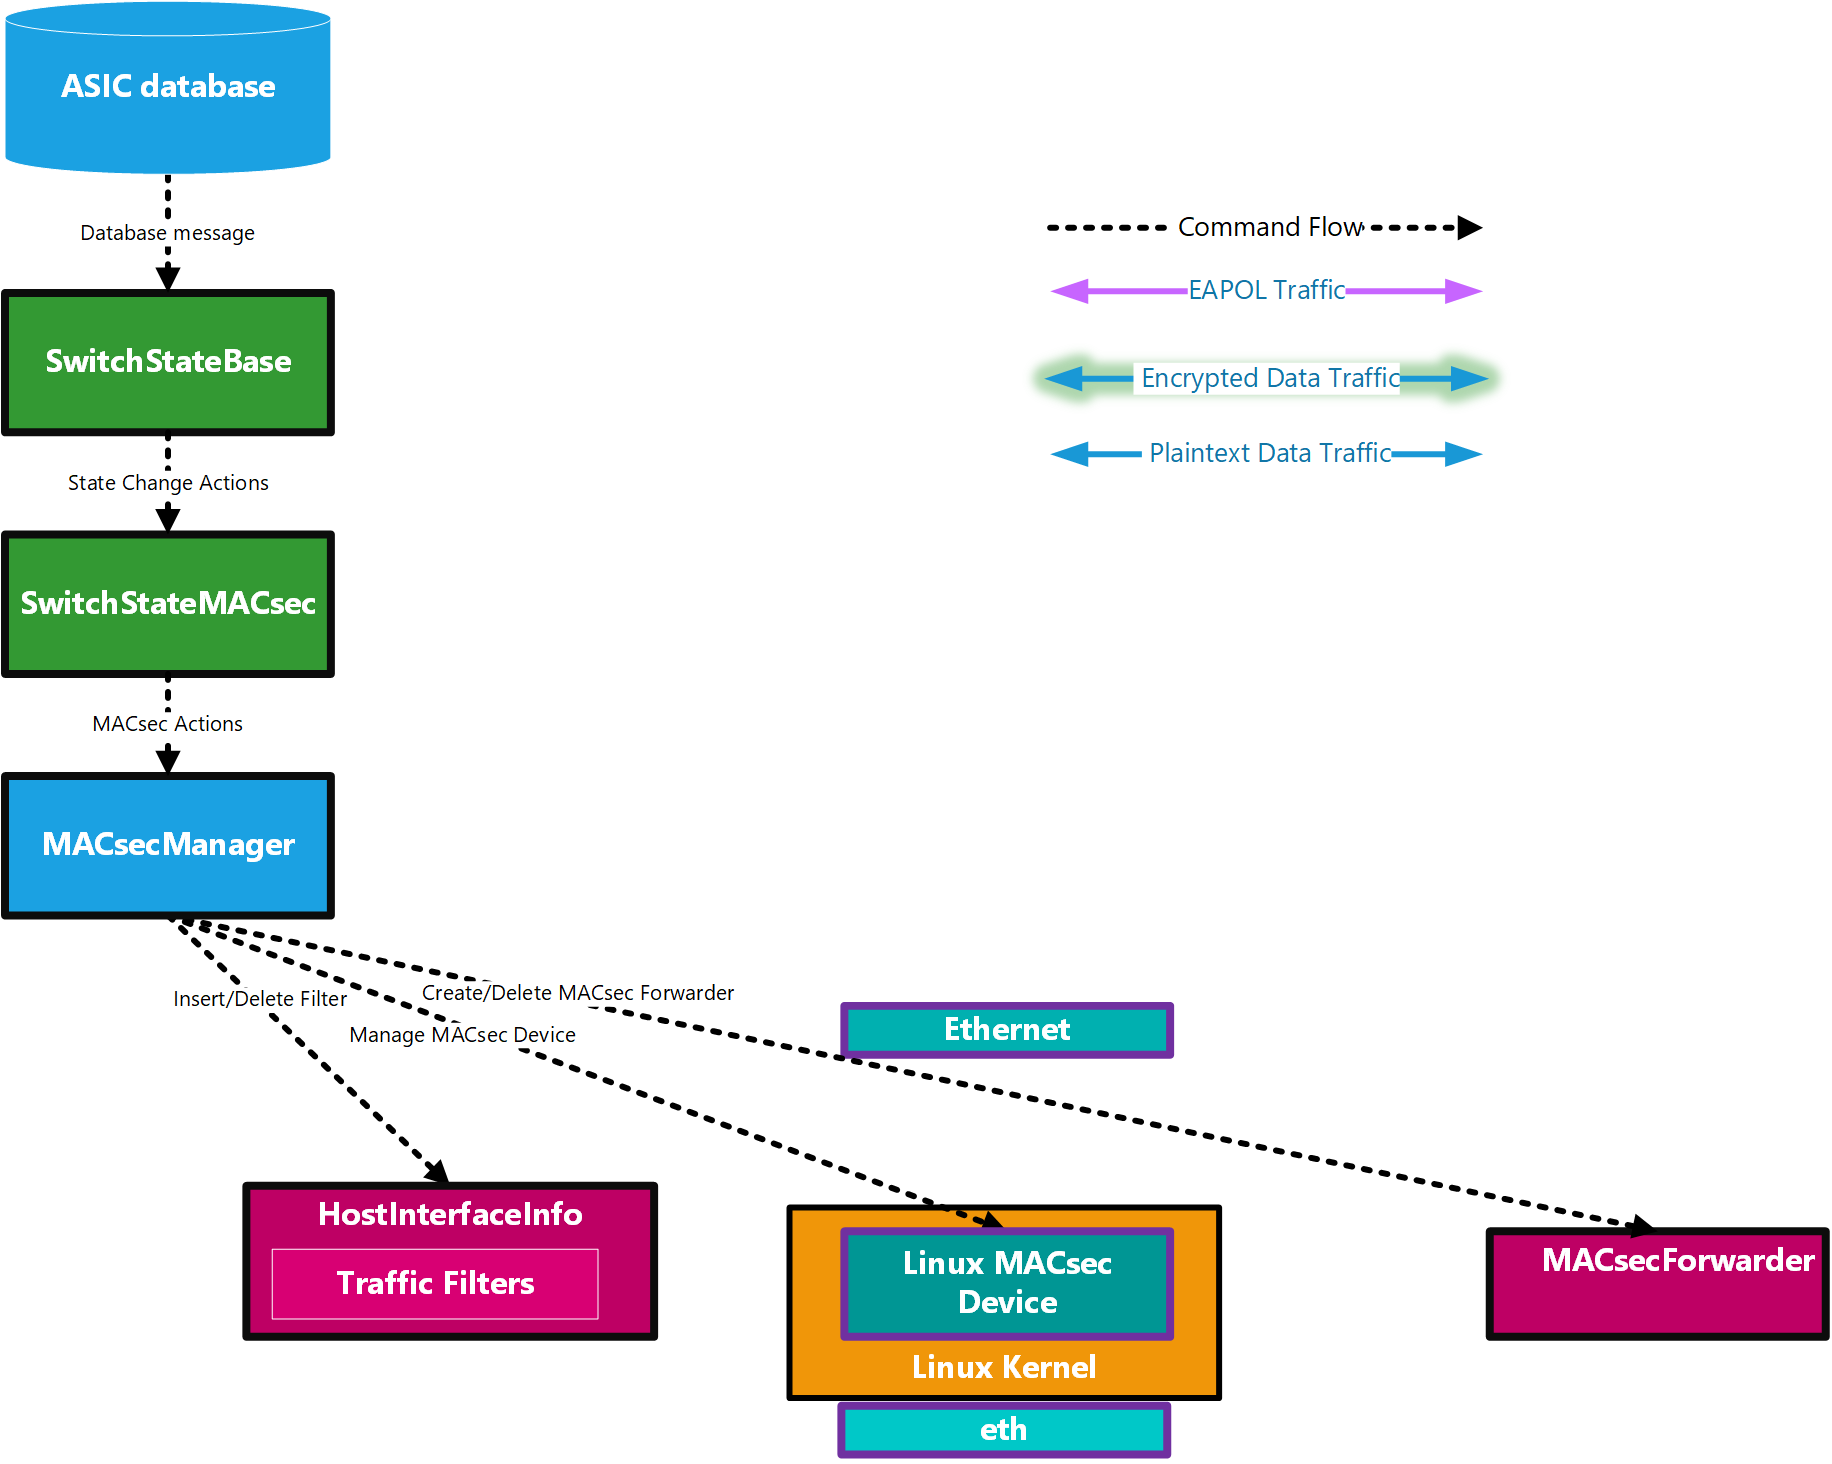 ASIC database
Database message
Command Flow
EAPOL Traffic
SwitchStateBase
Encrypted Data Traffic
Plaintext Data Traffic
State Change Actions
SwitchStateMACsec
MACsec Actions
MACsecManager
Insert/Delete Filter
Create/Delete MACsec Forwarder
Manage MACsec Device
Ethernet
HostInterfaceInfo
Traffic Filters
Linux MACsec
Device
Linux Kernel
MACsecForwarder
eth